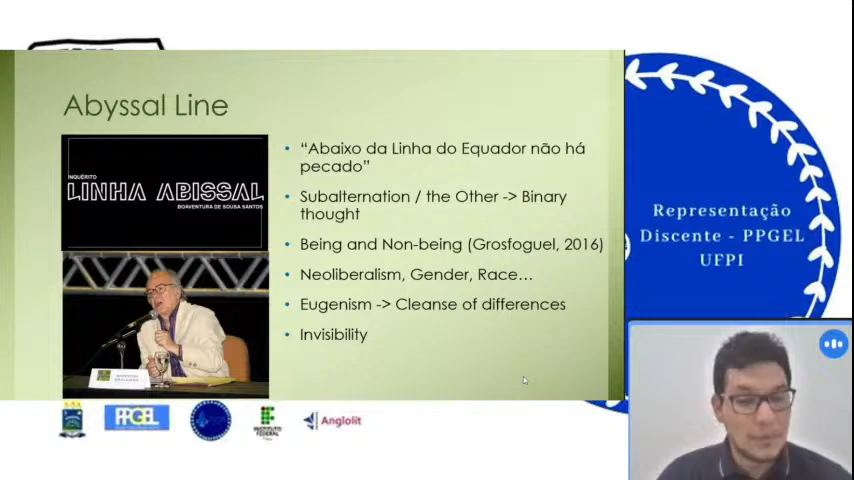 Abyssal Line
INQUÉRITO
LINHA ABISSAL
BOAVENTURA DE SOUSA SANTOS
• “Abaixo da Linha do Equador não há
pecado”
• Subalternation / the Other -> Binary
thought
• Being and Non-being (Grosfoguel, 2016)
• Neoliberalism, Gender, Race…
• Eugenism -> Cleanse of differences
• Invisibility
Representação
Discente - PPGEL
UFPI
PPGEL
INSTITUTO
FEDERAL
Anglolit